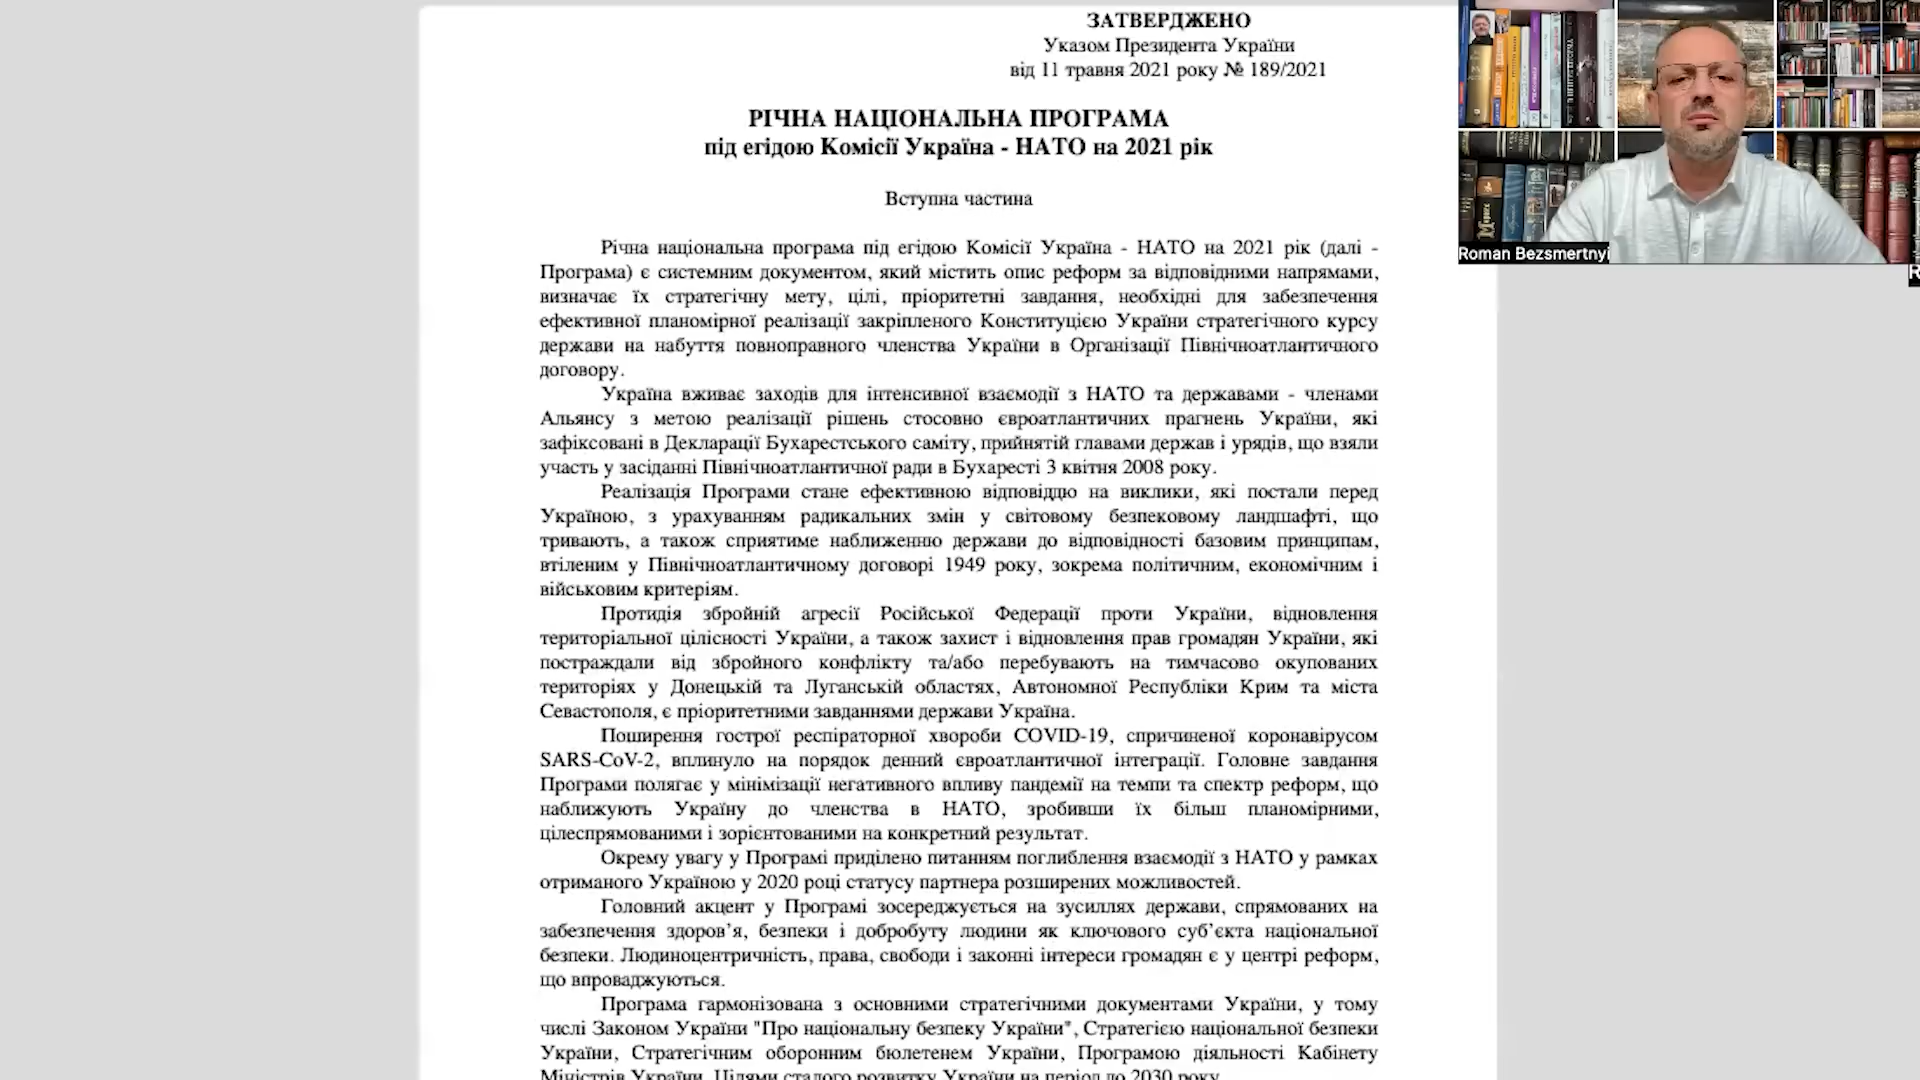 ЗАТВЕРДЖЕНО
Указом Президента України
від 11 травня 2021 року № 189/2021
РІЧНА НАЦІОНАЛЬНА ПРОГРАМА
під егідою Комісії Україна - НАТО на 2021 рік
Вступна частина
Річна національна програма під егідою Комісії Україна - НАТО на 2021 рік (далі -
Програма) є системним документом, який містить опис реформ за відповідними напрямами,
визначає їх стратегічну мету, цілі, пріоритетні завдання, необхідні для забезпечення
ефективної планомірної реалізації закріпленого Конституцією України стратегічного курсу
держави на набуття повноправного членства України в Організації Північноатлантичного
договору.
Україна вживає заходів для інтенсивної взаємодії з НАТО та державами - членами
Альянсу з метою реалізації рішень стосовно євроатлантичних прагнень України, які
зафіксовані в Декларації Бухарестського саміту, прийнятій главами держав і урядів, що взяли
участь у засіданні Північноатлантичної ради в Бухаресті 3 квітня 2008 року.
Реалізація Програми стане ефективною відповіддю на виклики, які постали перед
Україною, з урахуванням радикальних змін у світовому безпековому ландшафті, що
тривають, а також сприятиме наближенню держави до відповідності базовим принципам,
втіленим у Північноатлантичному договорі 1949 року, зокрема політичним, економічним і
військовим критеріям.
Протидія збройній агресії Російської Федерації проти України, відновлення
територіальної цілісності України, а також захист і відновлення прав громадян України, які
постраждали від збройного конфлікту та/або перебувають на тимчасово окупованих
територіях у Донецькій та Луганській областях, Автономної Республіки Крим та міста
Севастополя, є пріоритетними завданнями держави Україна.
Поширення гострої респіраторної хвороби COVID-19, спричиненої коронавірусом
SARS-CoV-2, вплинуло на порядок денний євроатлантичної інтеграції. Головне завдання
Програми полягає у мінімізації негативного впливу пандемії на темпи та спектр реформ, що
наближують Україну до членства в НАТО, зробивши їх більш планомірними,
цілеспрямованими і зорієнтованими на конкретний результат.
Окрему увагу у Програмі приділено питанням поглиблення взаємодії з НАТО у рамках
отриманого Україною у 2020 році статусу партнера розширених можливостей.
Головний акцент у Програмі зосереджується на зусиллях держави, спрямованих на
забезпечення здоров’я, безпеки і добробуту людини як ключового суб’єкта національної
безпеки. Людиноцентричність, права, свободи і законні інтереси громадян є у центрі реформ,
що впроваджуються.
Програма гармонізована з основними стратегічними документами України, у тому
числі Законом України "Про національну безпеку України", Стратегією національної безпеки
України, Стратегічним оборонним бюлетенем України, Програмою діяльності Кабінету
Міністрів України, Цілями сталого розвитку України на період до 2030 року.
Roman Bezsmertnyi